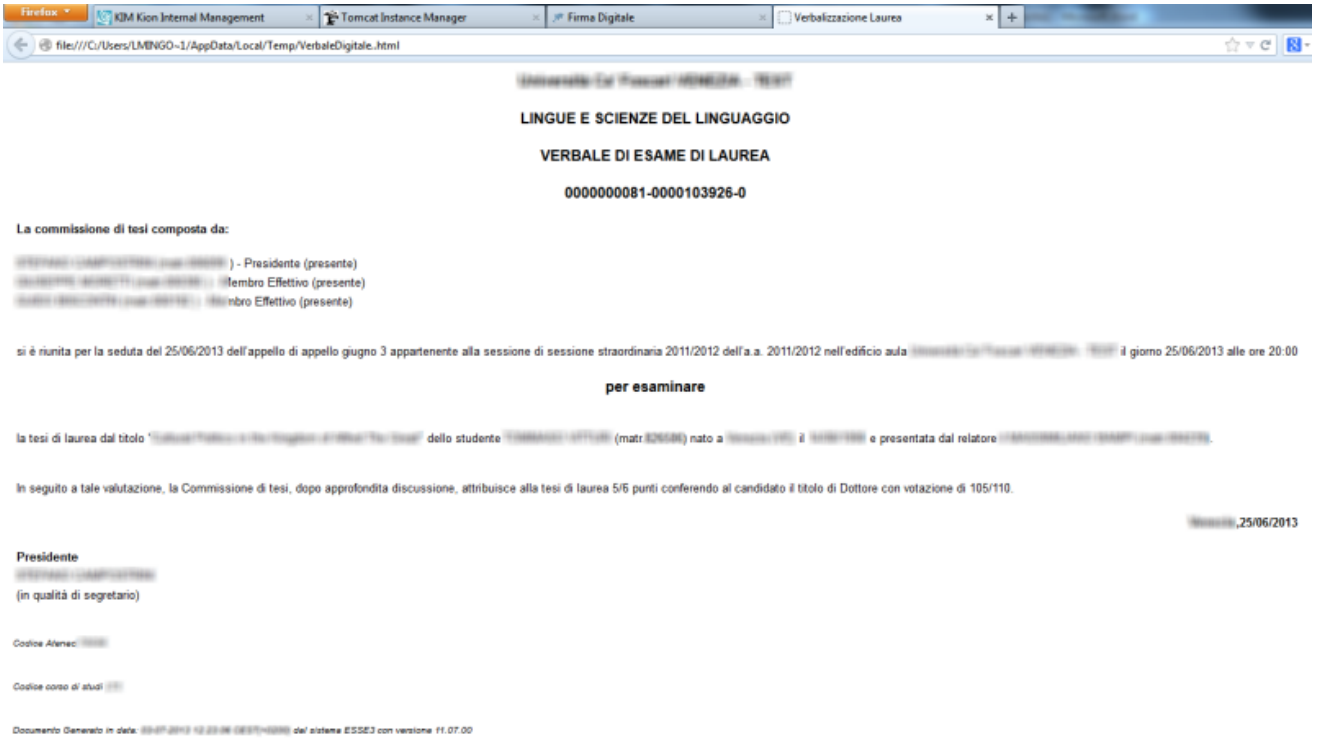 Firefox
KIM Kion Internal Management
Tomcat Instance Manager
Firma Digitale
Verbalizzazione Laurea
file:///C:/Users/LMINGO~1/AppData/Local/Temp/VerbaleDigitale..html
LINGUE E SCIENZE DEL LINGUAGGIO
VERBALE DI ESAME DI LAUREA
0000000081-0000103926-0
La commissione di tesi composta da:
) - Presidente (presente)
Membro Effettivo (presente)
Effettivo (presente)
si è riunita per la seduta del 25/06/2013 dell'appello di appello giugno 3 appartenente alla sessione di sessione straordinaria 2011/2012 dell'a.a. 2011/2012 nell'edificio aula il giorno 25/06/2013 alle ore 20:00
per esaminare
la tesi di laurea dal titolo " dello studente (matr. ) nato a il e presentata dal relatore .
In seguito a tale valutazione, la Commissione di tesi, dopo approfondita discussione, attribuisce alla tesi di laurea 5/6 punti conferendo al candidato il titolo di Dottore con votazione di 105/110.
,25/06/2013
Presidente
(in qualità di segretario)
Codice Ateneo:
Codice corso di studi
Documento Generato in data: dal sistema ESSE3 con versione 11.07.00